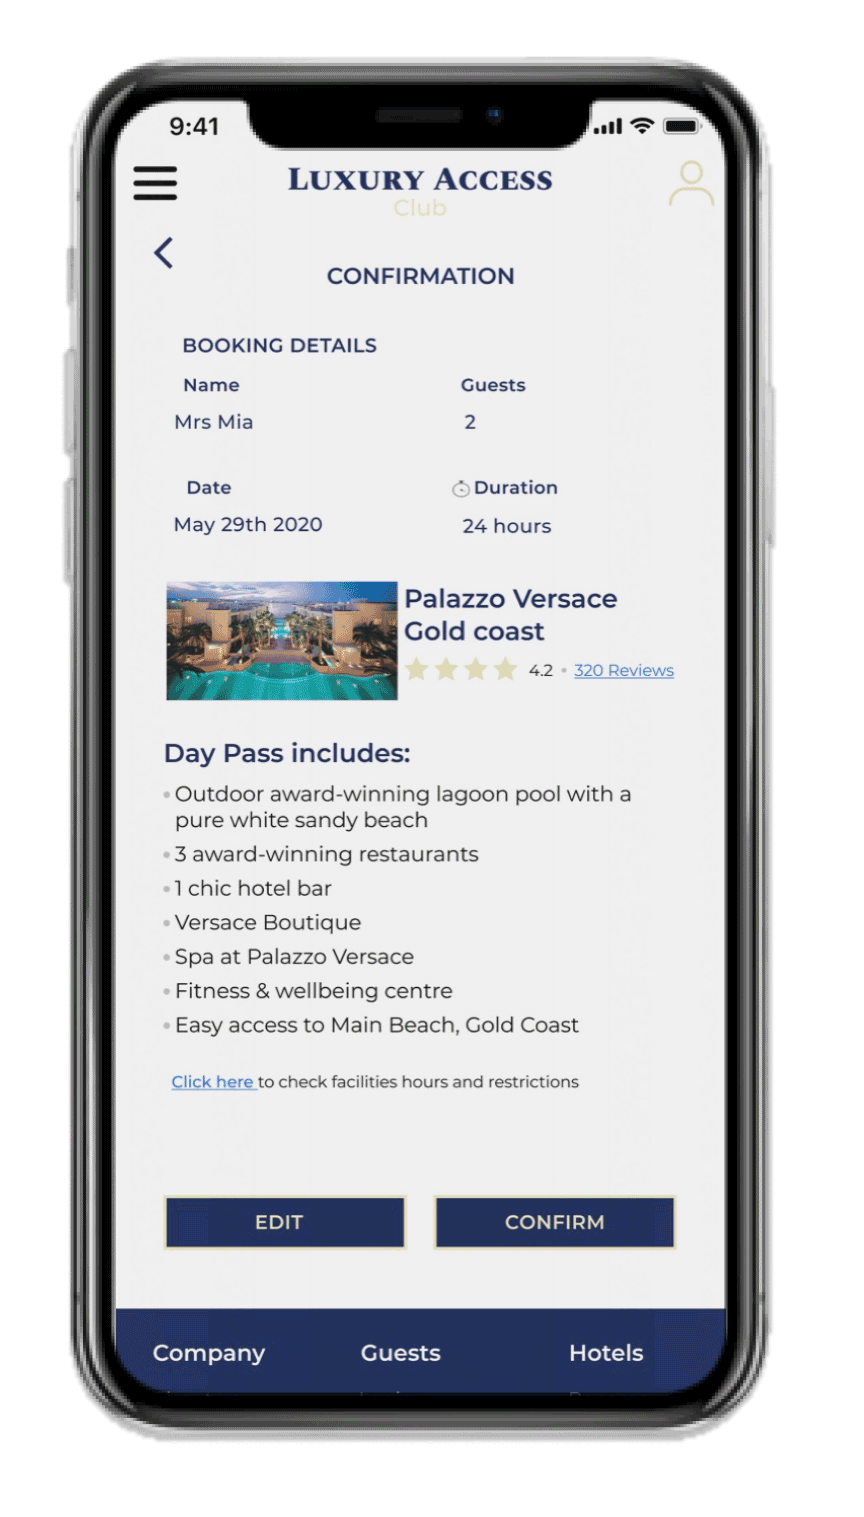 9:41
LUXURY ACCESS
Club
CONFIRMATION
BOOKING DETAILS
Name Guests
Mrs Mia 2
Date Duration
May 29th 2020 24 hours
Palazzo Versace
Gold coast
4.2 • 320 Reviews
Day Pass includes:
• Outdoor award-winning lagoon pool with a
pure white sandy beach
• 3 award-winning restaurants
• 1 chic hotel bar
• Versace Boutique
• Spa at Palazzo Versace
• Fitness & wellbeing centre
• Easy access to Main Beach, Gold Coast
Click here to check facilities hours and restrictions
EDIT CONFIRM
Company Guests Hotels